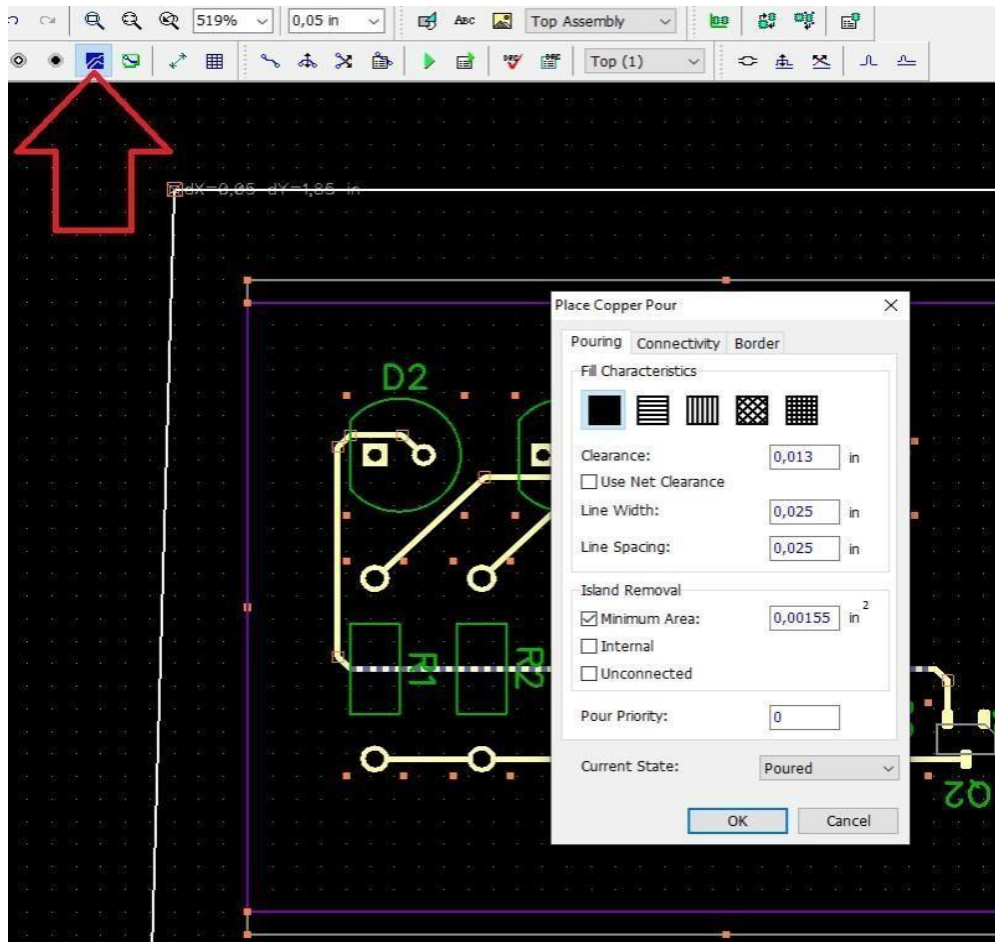 519%
0,05 in
ABC
Top Assembly
Top (1)
dX=0,05 dY=1,85 in
Place Copper Pour
Pouring
Connectivity
Border
Fill Characteristics
Clearance: 0,013 in
Use Net Clearance
Line Width: 0,025 in
Line Spacing: 0,025 in
Island Removal
Minimum Area: 0,00155 in 2
Internal
Unconnected
Pour Priority: 0
Current State: Poured
OK
Cancel
D2
R1
R2
Q2